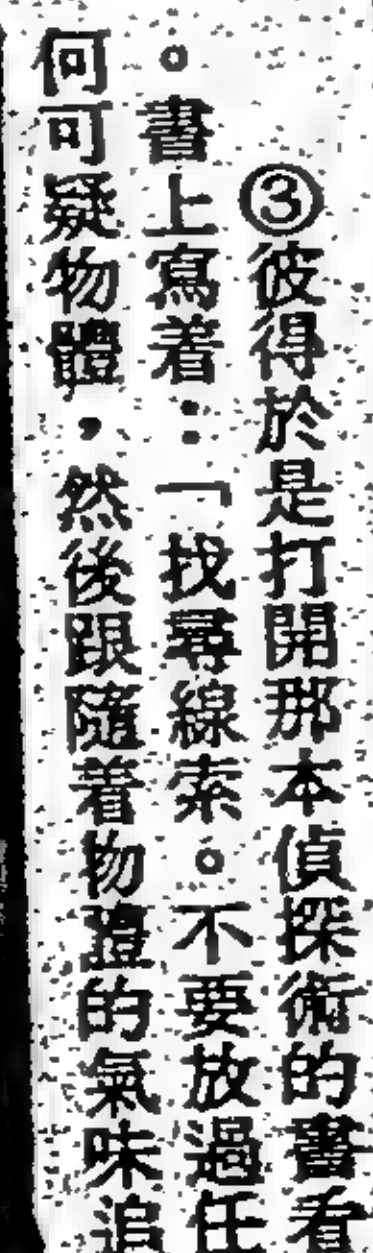 ③彼得於是打開那本偵探術的書看
。書上寫着：「找尋線索。不要放過任
何可疑物體，然後跟隨着物體的氣味追